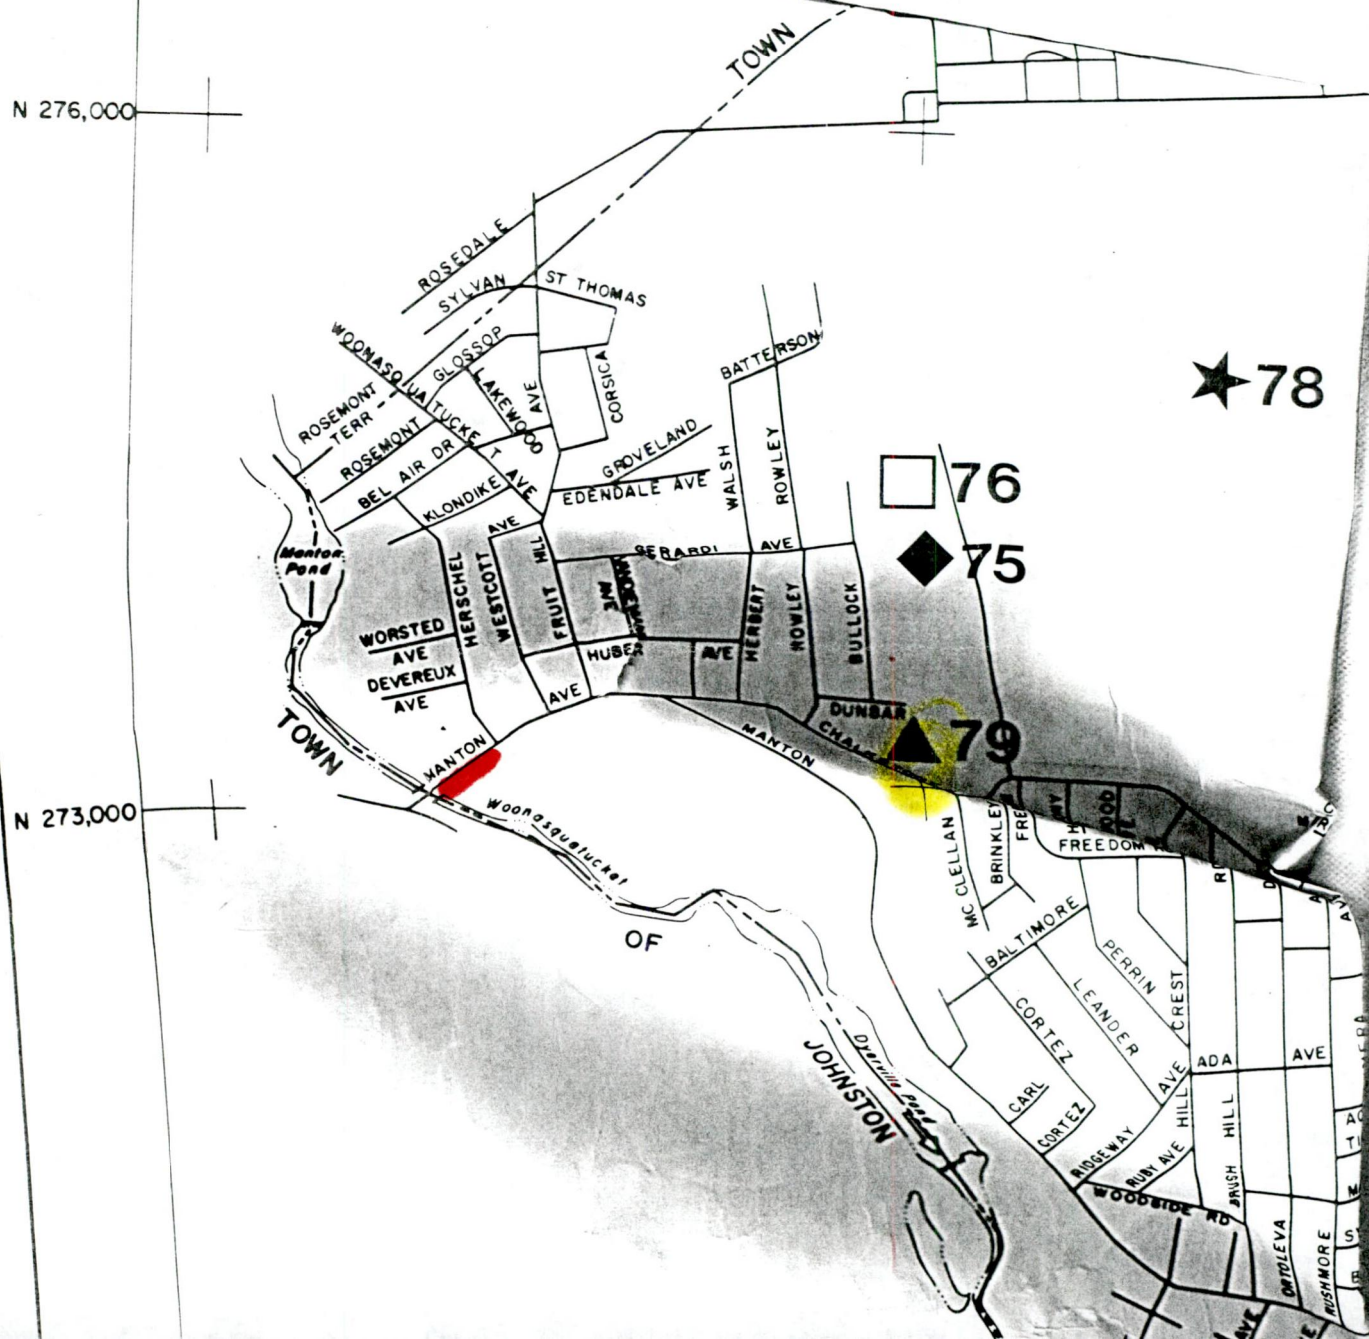 TOWN
N 276,000
ROSEDALE
SYLVAN
ST THOMAS
WOONASQUATUCKET AVE
GLOSSOP
LAKEWOOD
AVE
CORSICA
BATTERSON
78
ROSEMONT
TERR
ROSEMONT
BEL AIR DR
GROVELAND
EDENDALE AVE
WALSH
ROWLEY
76
KLONDIKE
AVE
75
Manton
Pond
HERSCHEL
WESTCOTT
FRUIT HILL
GERARDI AVE
AVE
HERBERT
ROWLEY
BULLOCK
WORSTED
AVE
DEVEREUX
AVE
AVE
AVE
DUNBAR
79
MANTON
MANTON
TOWN
N 273,000
Woonasquatucket
OF
MC CLELLAN
BRINKLEY
FREEDOM
BALTIMORE
PERRIN
LEANDER
CORTEZ
HILL CREST
AVE
ADA AVE
CARL
CORTEZ
JOHNSTON
Dyerville Pond
RIDGEWAY
RUBY AVE
BRUSH HILL
WOODSIDE RD
ORTOLEVA
RUSHMORE
AVE